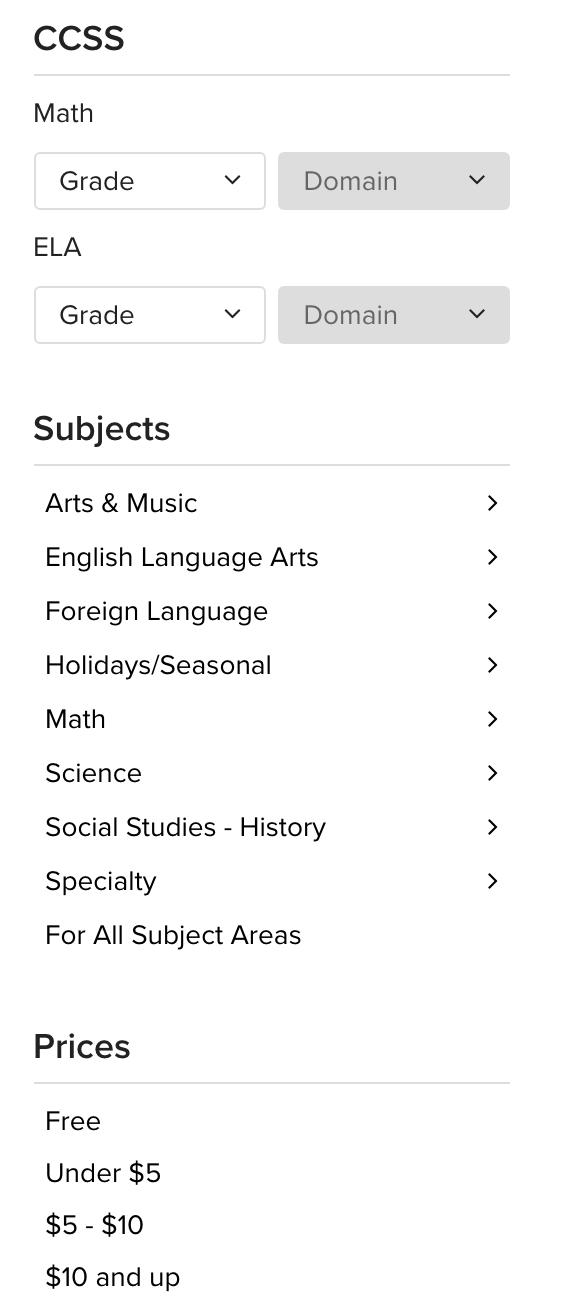 CCSS
Math
Grade Domain
ELA
Grade Domain
Subjects
Arts & Music
English Language Arts
Foreign Language
Holidays/Seasonal
Math
Science
Social Studies - History
Specialty
For All Subject Areas
Prices
Free
Under $5
$5 - $10
$10 and up